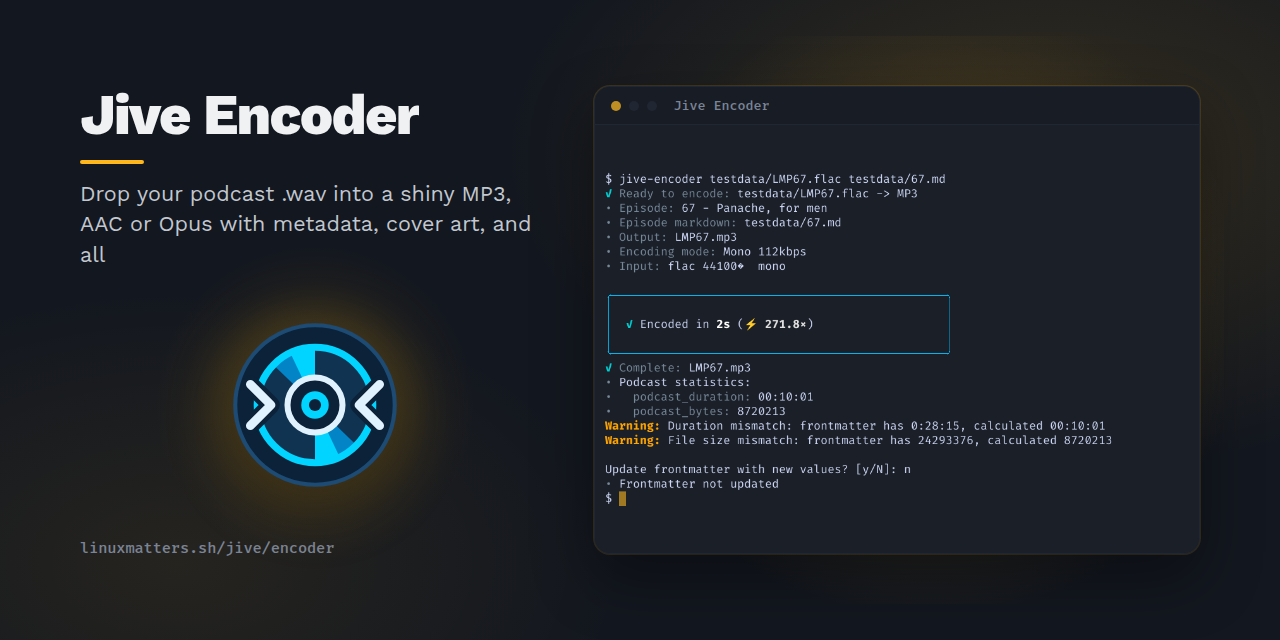 Jive Encoder
Drop your podcast .wav into a shiny MP3,
AAC or Opus with metadata, cover art, and
all
linuxmatters.sh/jive/encoder
Jive Encoder
$ jive-encoder testdata/LMP67.flac testdata/67.md
✔ Ready to encode: testdata/LMP67.flac -> MP3
• Episode: 67 - Panache, for men
• Episode markdown: testdata/67.md
• Output: LMP67.mp3
• Encoding mode: Mono 112kbps
• Input: flac 44100� mono
✔ Encoded in 2s (⚡ 271.8×)
✔ Complete: LMP67.mp3
• Podcast statistics:
•   podcast_duration: 00:10:01
•   podcast_bytes: 8720213
Warning: Duration mismatch: frontmatter has 0:28:15, calculated 00:10:01
Warning: File size mismatch: frontmatter has 24293376, calculated 8720213
Update frontmatter with new values? [y/N]: n
• Frontmatter not updated
$